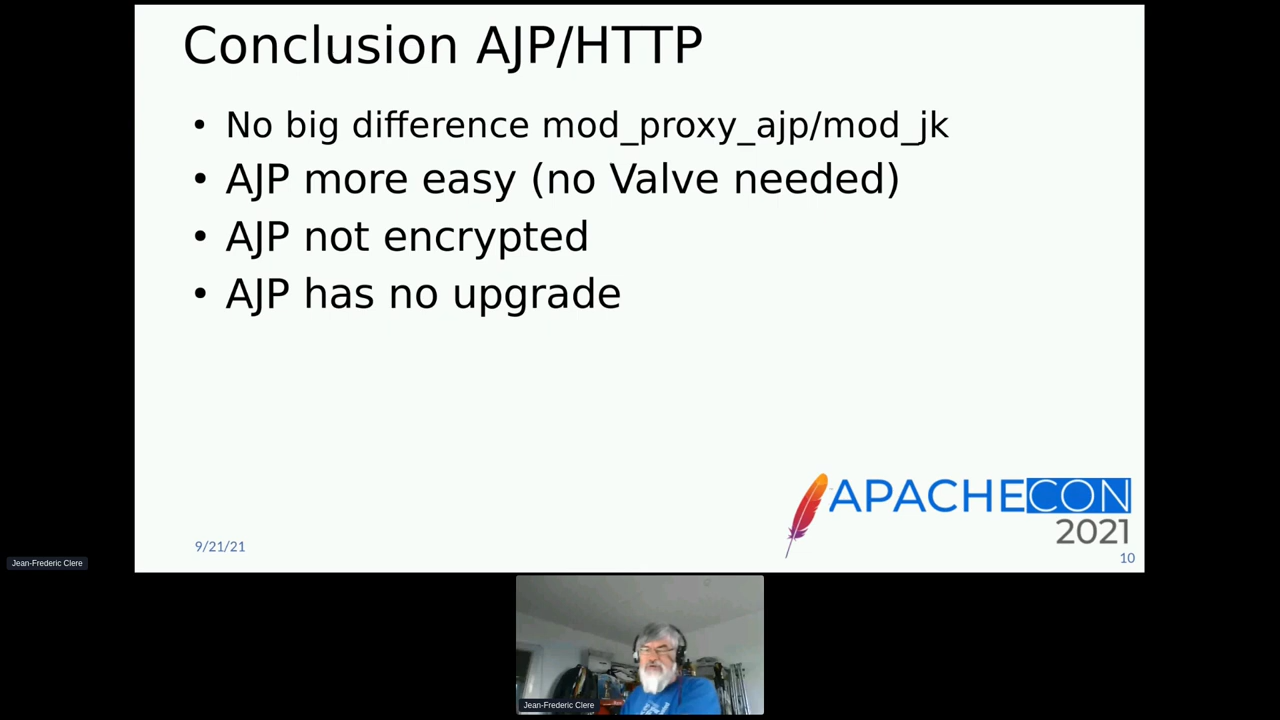 Conclusion AJP/HTTP
• No big difference mod_proxy_ajp/mod_jk
• AJP more easy (no Valve needed)
• AJP not encrypted
• AJP has no upgrade
APACHECON
2021
9/21/21
10
Jean-Frederic Clere
Jean-Frederic Clere